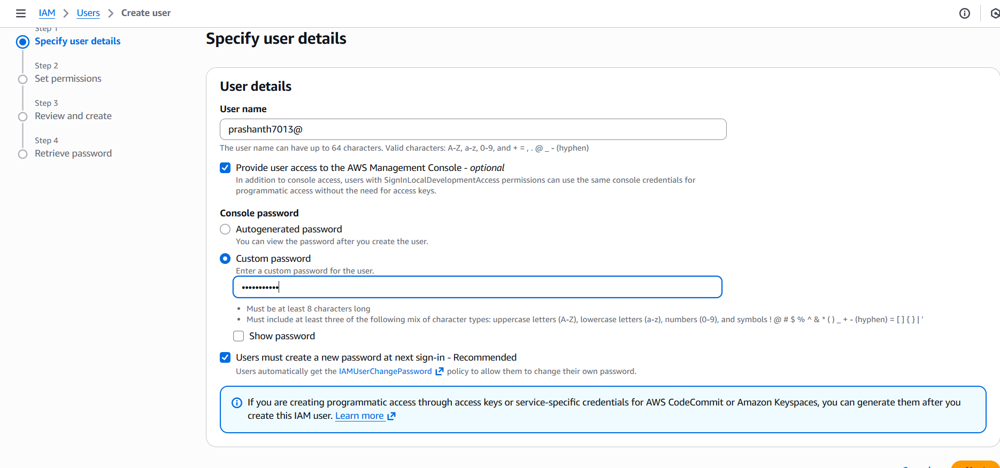 IAM > Users > Create user
Step 1
Specify user details
Step 2
Set permissions
Step 3
Review and create
Step 4
Retrieve password
Specify user details
User details
User name
prashanth7013@
The user name can have up to 64 characters. Valid characters: A-Z, a-z, 0-9, and + = , . @ _ - (hyphen)
Provide user access to the AWS Management Console - optional
In addition to console access, users with SignInLocalDevelopmentAccess permissions can use the same console credentials for
programmatic access without the need for access keys.
Console password
Autogenerated password
You can view the password after you create the user.
Custom password
Enter a custom password for the user.
•••••••••••
• Must be at least 8 characters long
• Must include at least three of the following mix of character types: uppercase letters (A-Z), lowercase letters (a-z), numbers (0-9), and symbols ! @ # $ % ^ & * ( ) _ + - (hyphen) = [ ] { } | '
Show password
Users must create a new password at next sign-in - Recommended
Users automatically get the IAMUserChangePassword policy to allow them to change their own password.
If you are creating programmatic access through access keys or service-specific credentials for AWS CodeCommit or Amazon Keyspaces, you can generate them after you
create this IAM user. Learn more